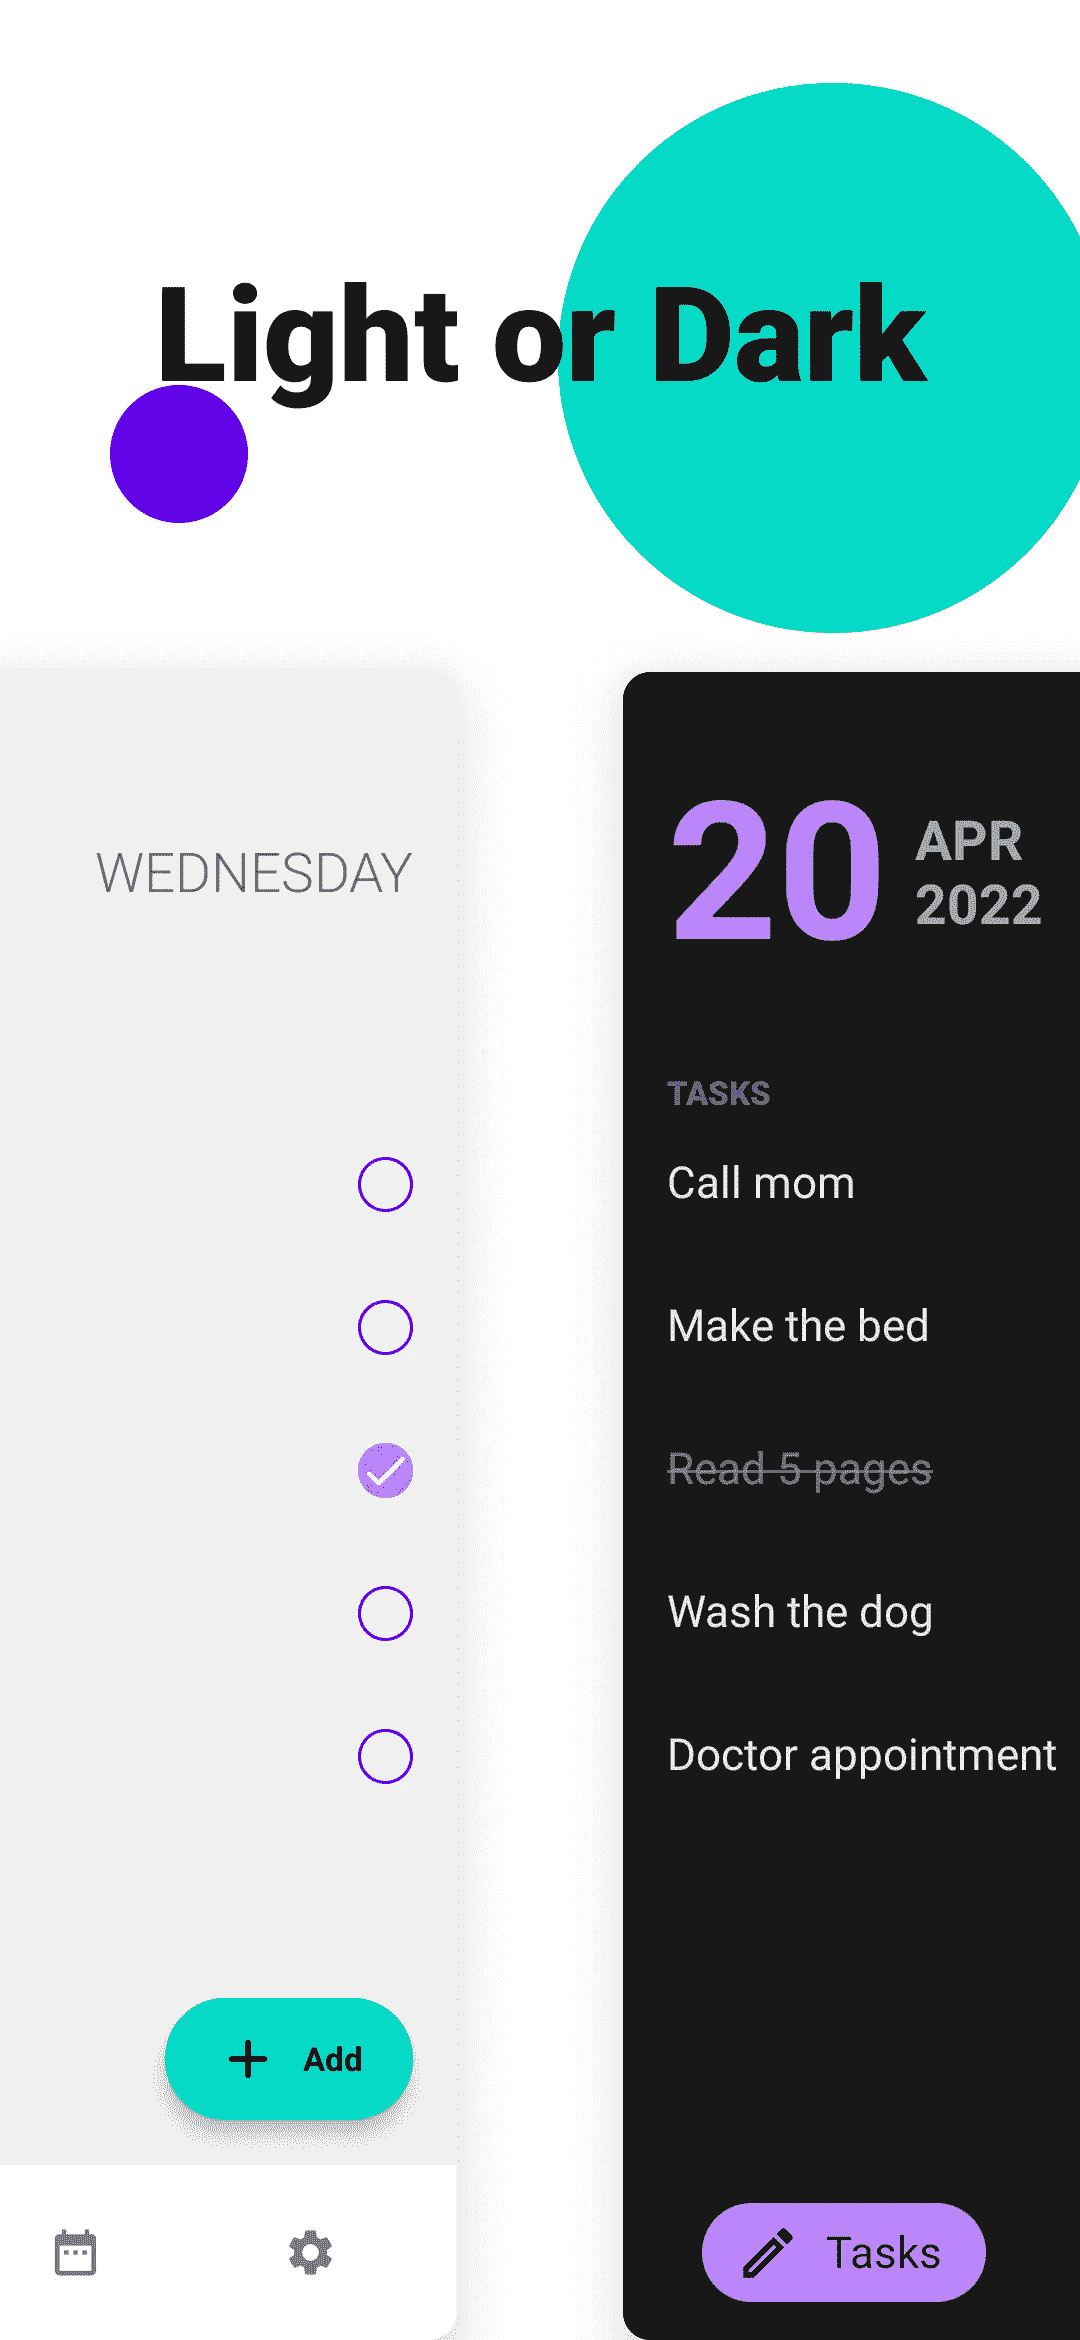 Light or Dark
WEDNESDAY
Add
20
APR
2022
TASKS
Call mom
Make the bed
Read 5 pages
Wash the dog
Doctor appointment
Tasks